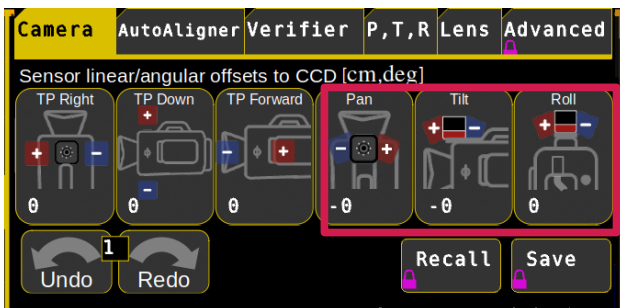 Camera AutoAligner Verifier P,T,R Lens Advanced
Sensor linear/angular offsets to CCD [cm,deg]
TP Right TP Down TP Forward Pan Tilt Roll
+ - + - - + - + + - + -
0 0 0 -0 -0 0
1
Undo Redo Recall Save